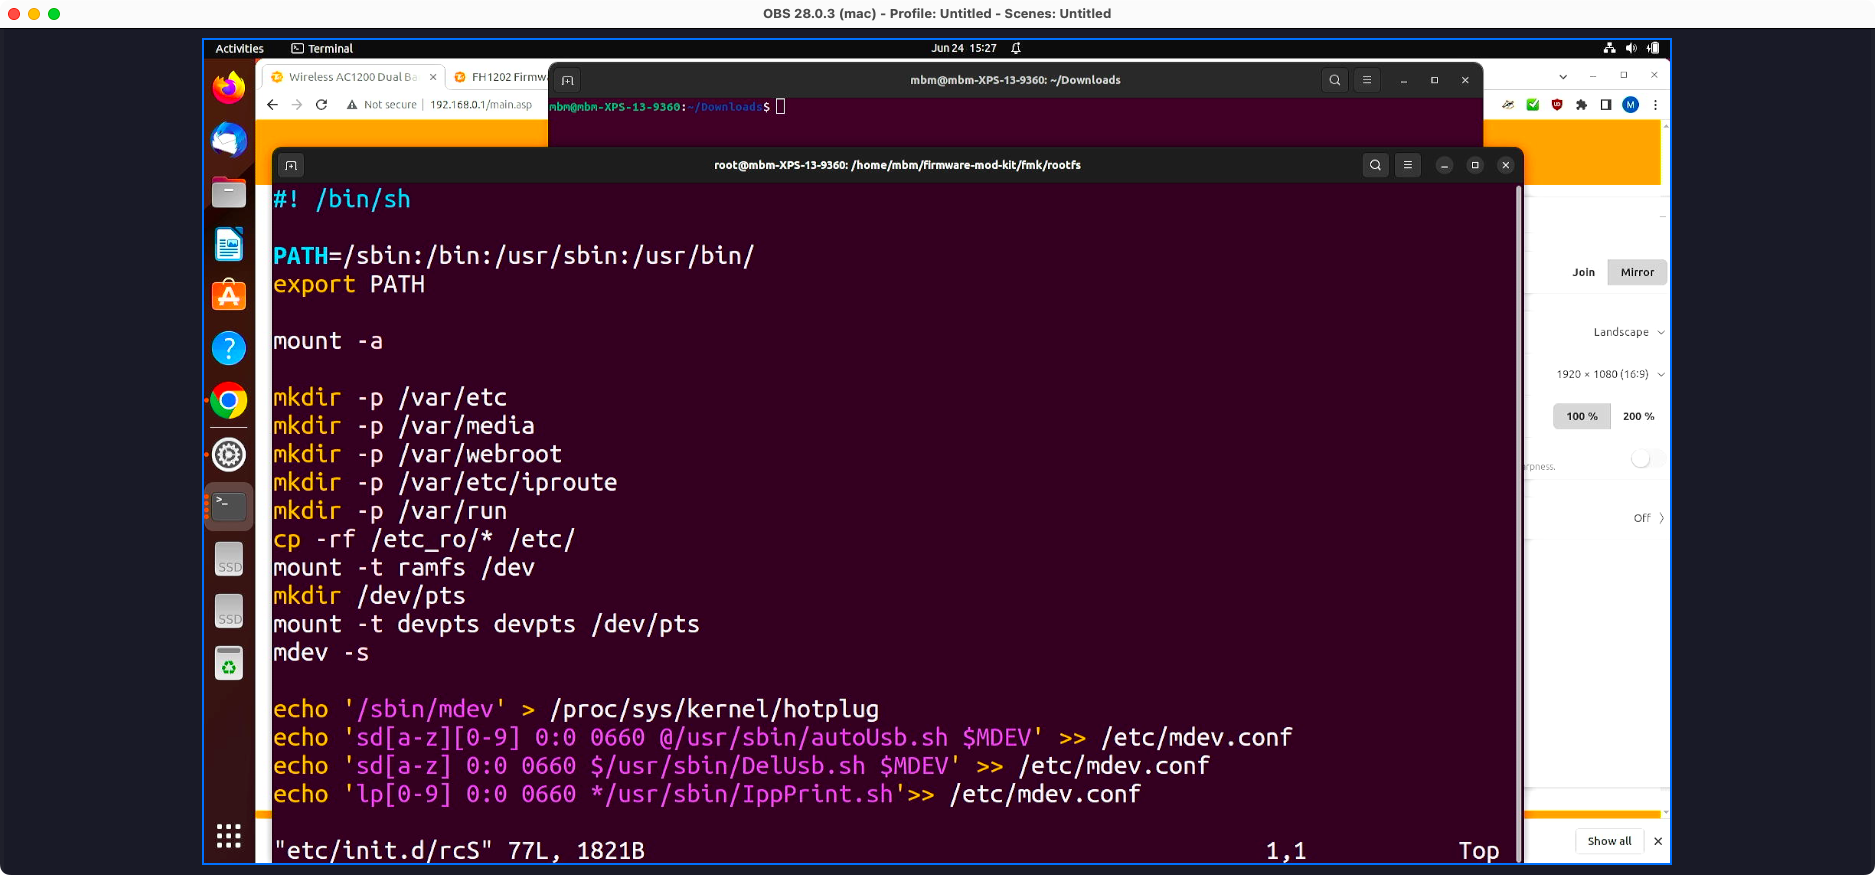 OBS 28.0.3 (mac) - Profile: Untitled - Scenes: Untitled
Activities
Terminal
Jun 24 15:27
Wireless AC1200 Dual Ba
FH1202 Firmwa
mbm@mbm-XPS-13-9360: ~/Downloads
Not secure
192.168.0.1/main.asp
mbm@mbm-XPS-13-9360:~/Downloads$
M
root@mbm-XPS-13-9360: /home/mbm/firmware-mod-kit/fmk/rootfs
#! /bin/sh
PATH=/sbin:/bin:/usr/sbin:/usr/bin/
export PATH
mount -a
mkdir -p /var/etc
mkdir -p /var/media
mkdir -p /var/webroot
mkdir -p /var/etc/iproute
mkdir -p /var/run
cp -rf /etc_ro/* /etc/
mount -t ramfs /dev
mkdir /dev/pts
mount -t devpts devpts /dev/pts
mdev -s
echo '/sbin/mdev' > /proc/sys/kernel/hotplug
echo 'sd[a-z][0-9] 0:0 0660 @/usr/sbin/autoUsb.sh $MDEV' >> /etc/mdev.conf
echo 'sd[a-z] 0:0 0660 $/usr/sbin/DelUsb.sh $MDEV' >> /etc/mdev.conf
echo 'lp[0-9] 0:0 0660 */usr/sbin/IppPrint.sh'>> /etc/mdev.conf
"etc/init.d/rcS" 77L, 1821B
1,1
Top
Join
Mirror
Landscape
1920 × 1080 (16:9)
100 %
200 %
arpness.
Off
Show all
SSD
SSD